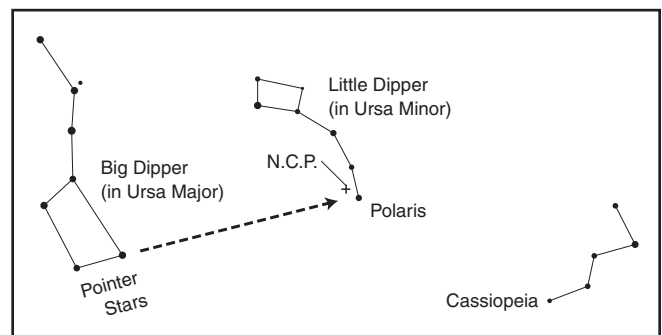 Little Dipper
(in Ursa Minor)
N.C.P.
Big Dipper
(in Ursa Major)
Polaris
Pointer
Stars
Cassiopeia